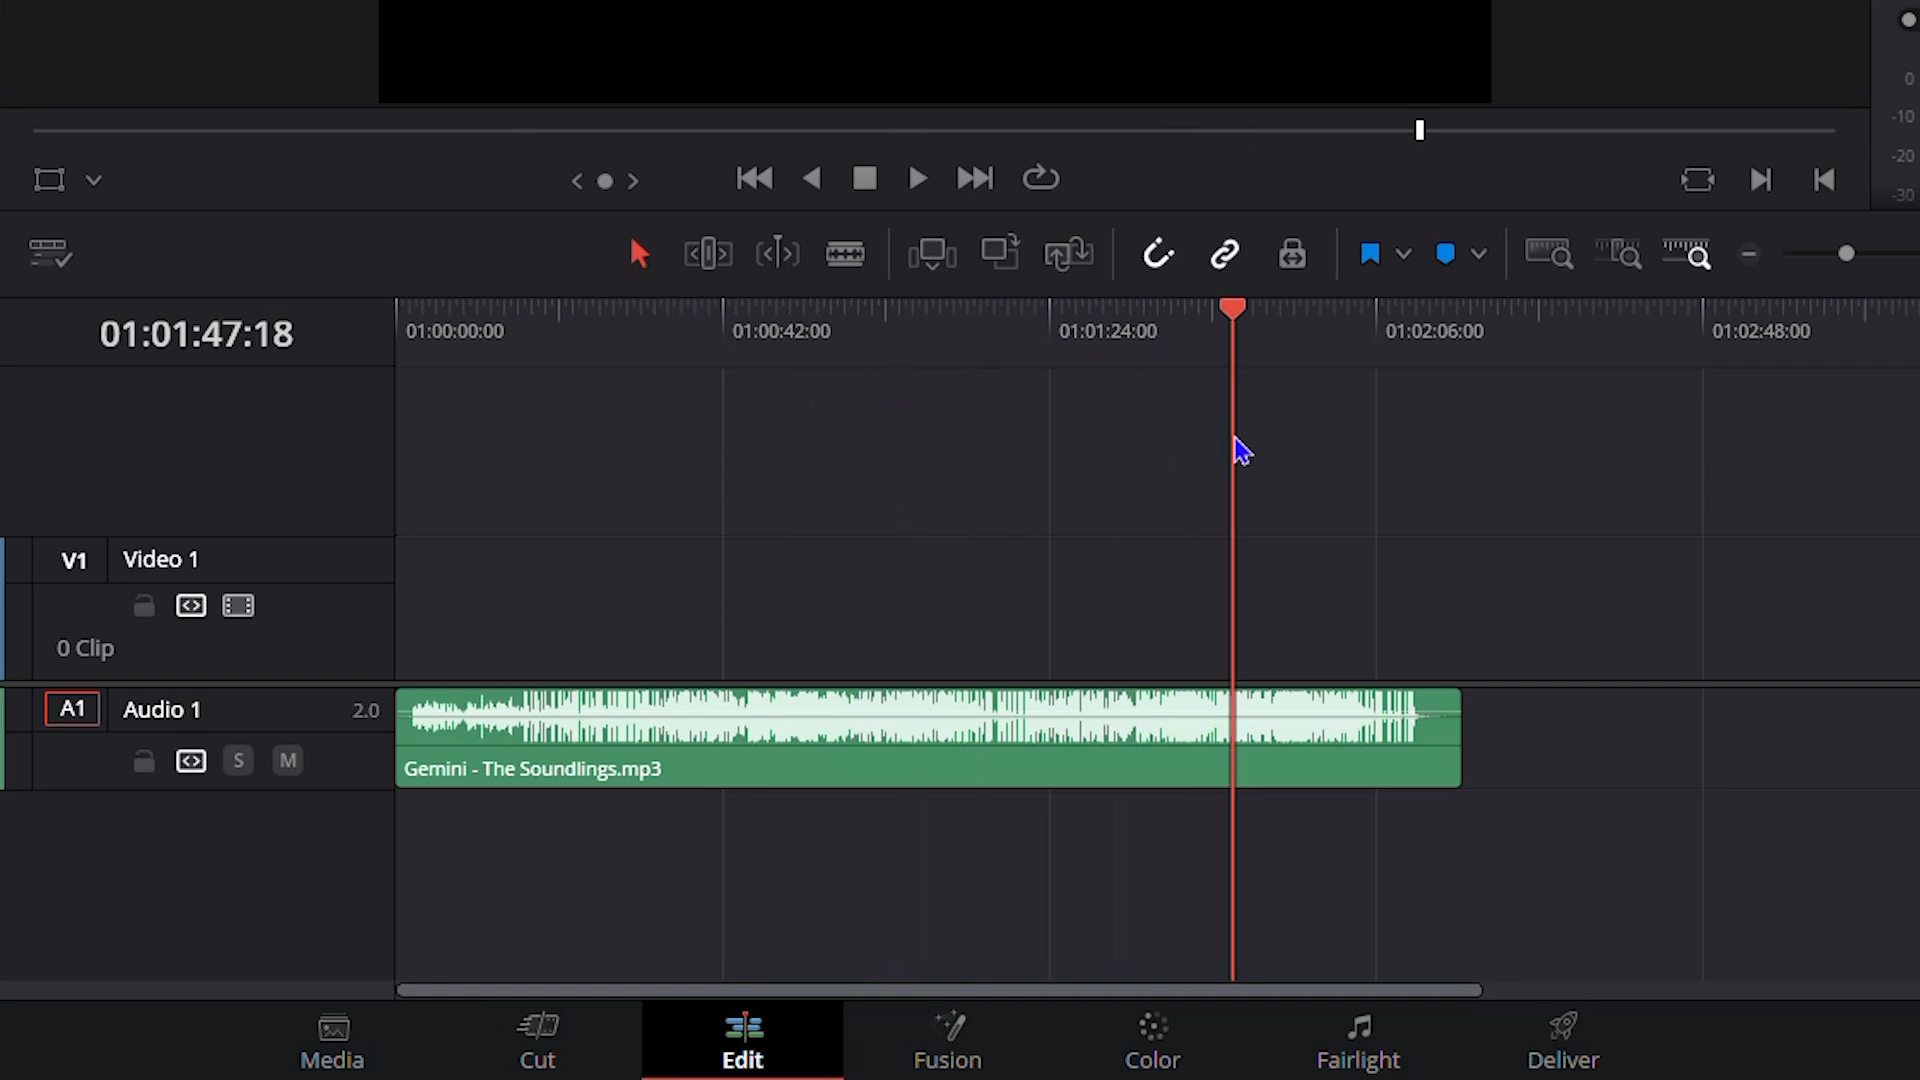 0
-10
-20
-30
01:01:47:18
01:00:00:00
01:00:42:00
01:01:24:00
01:02:06:00
01:02:48:00
V1
Video 1
0 Clip
A1
Audio 1
2.0
S
M
Gemini - The Soundlings.mp3
Media
Cut
Edit
Fusion
Color
Fairlight
Deliver